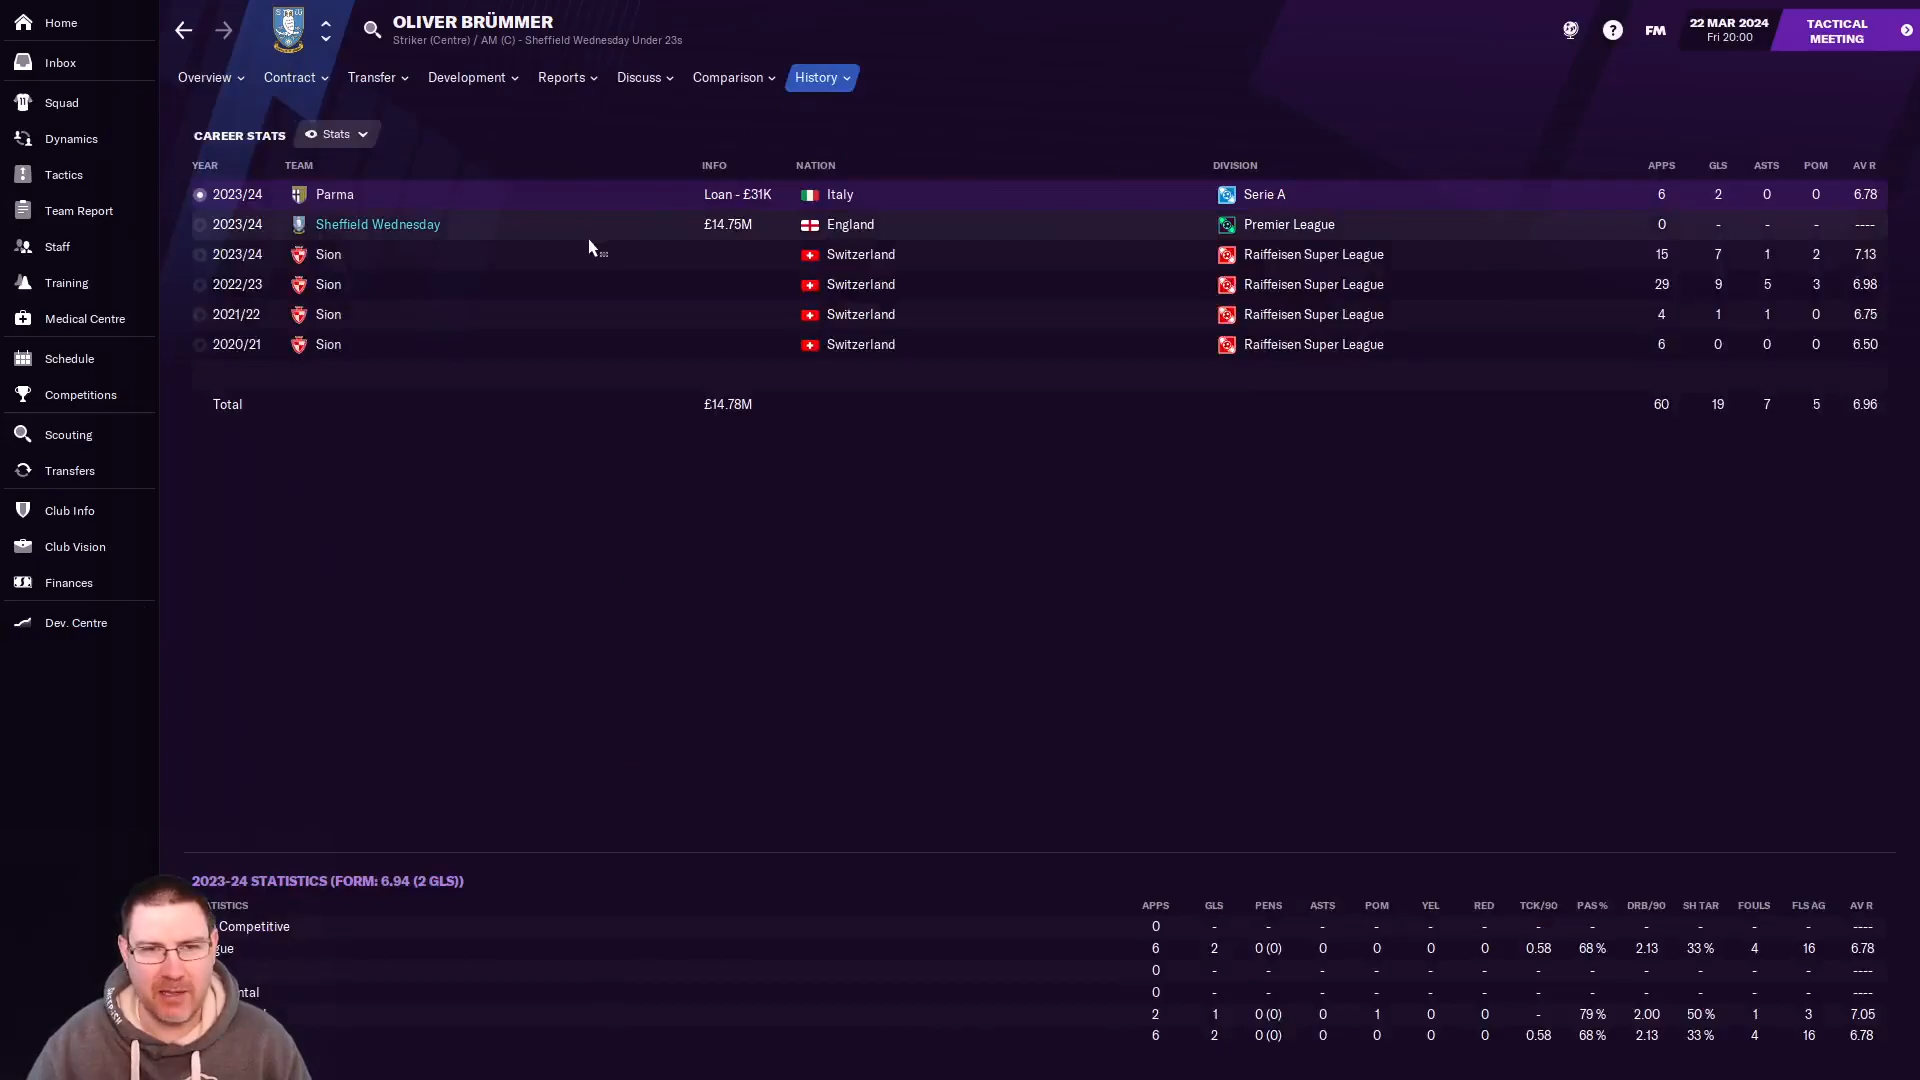 OLIVER BRÜMMER
Striker (Centre) / AM (C) - Sheffield Wednesday Under 23s
FM
22 MAR 2024
Fri 20:00
TACTICAL MEETING
Home
Inbox
Squad
Dynamics
Tactics
Team Report
Staff
Training
Medical Centre
Schedule
Competitions
Scouting
Transfers
Club Info
Club Vision
Finances
Dev. Centre
Overview Contract Transfer Development Reports Discuss Comparison History
CAREER STATS Stats
YEAR TEAM INFO NATION DIVISION APPS GLS ASTS POM AV R
2023/24 Parma Loan - £31K Italy Serie A 6 2 0 0 6.78
2023/24 Sheffield Wednesday £14.75M England Premier League 0 - - - ----
2023/24 Sion Switzerland Raiffeisen Super League 15 7 1 2 7.13
2022/23 Sion Switzerland Raiffeisen Super League 29 9 5 3 6.98
2021/22 Sion Switzerland Raiffeisen Super League 4 1 1 0 6.75
2020/21 Sion Switzerland Raiffeisen Super League 6 0 0 0 6.50
Total £14.78M 60 19 7 5 6.96
2023-24 STATISTICS (FORM: 6.94 (2 GLS))
TISTICS APPS GLS PENS ASTS POM YEL RED TCK/90 PAS % DRB/90 SH TAR FOULS FLS AG AV R
Competitive 0 - - - - - - - - - - - - ----
gue 6 2 0 (0) 0 0 0 0 0.58 68 % 2.13 33 % 4 16 6.78
0 - - - - - - - - - - - - ----
ntal 0 - - - - - - - - - - - - ----
2 1 0 (0) 0 1 0 0 - 79 % 2.00 50 % 1 3 7.05
6 2 0 (0) 0 0 0 0 0.58 68 % 2.13 33 % 4 16 6.78